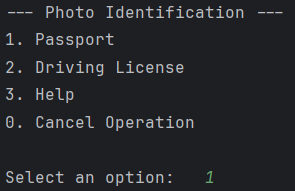 --- Photo Identification ---
1. Passport
2. Driving License
3. Help
0. Cancel Operation
Select an option: 1